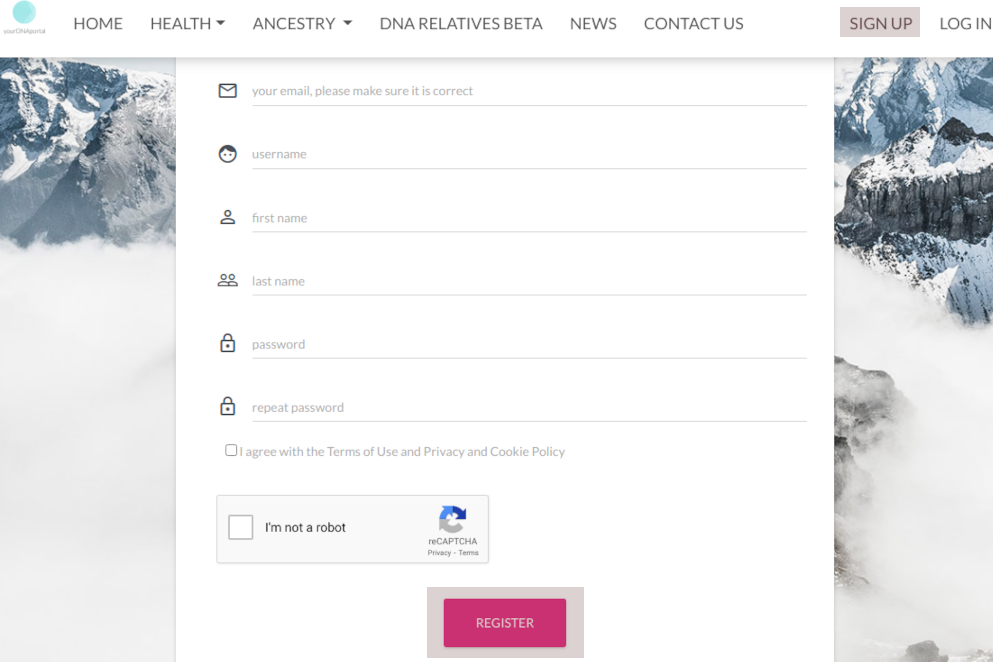 yourDNAportal
HOME HEALTH ANCESTRY DNA RELATIVES BETA NEWS CONTACT US SIGN UP LOG IN
your email, please make sure it is correct
username
first name
last name
password
repeat password
I agree with the Terms of Use and Privacy and Cookie Policy
I'm not a robot
reCAPTCHA
Privacy - Terms
REGISTER